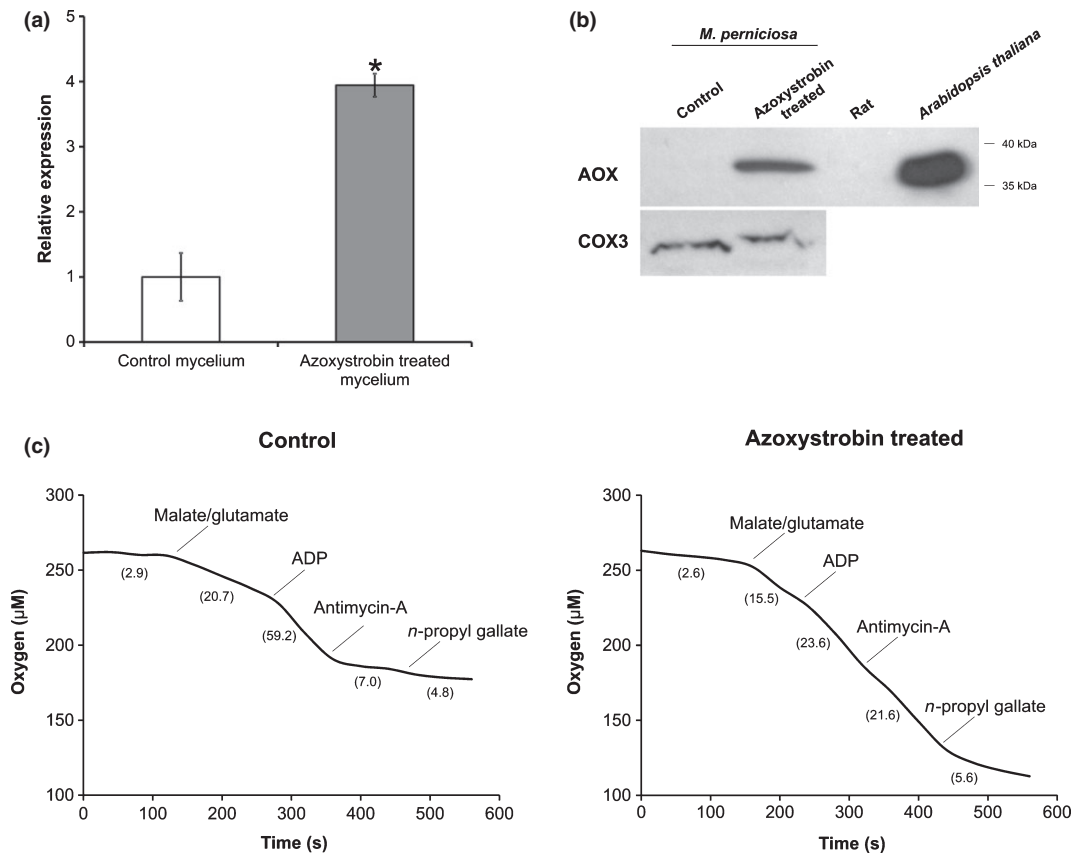 (a)
5
4
3
2
1
0
Relative expression
*
Control mycelium
Azoxystrobin treated
mycelium
(b)
M. perniciosa
Control
Azoxystrobin
treated
Rat
Arabidopsis thaliana
AOX
40 kDa
35 kDa
COX3
(c)
Control
300
250
200
150
100
Oxygen (µM)
Malate/glutamate
ADP
Antimycin-A
n-propyl gallate
(2.9)
(20.7)
(59.2)
(7.0)
(4.8)
0 100 200 300 400 500 600
Time (s)
Azoxystrobin treated
300
250
200
150
100
Oxygen (µM)
Malate/glutamate
ADP
Antimycin-A
n-propyl gallate
(2.6)
(15.5)
(23.6)
(21.6)
(5.6)
0 100 200 300 400 500 600
Time (s)